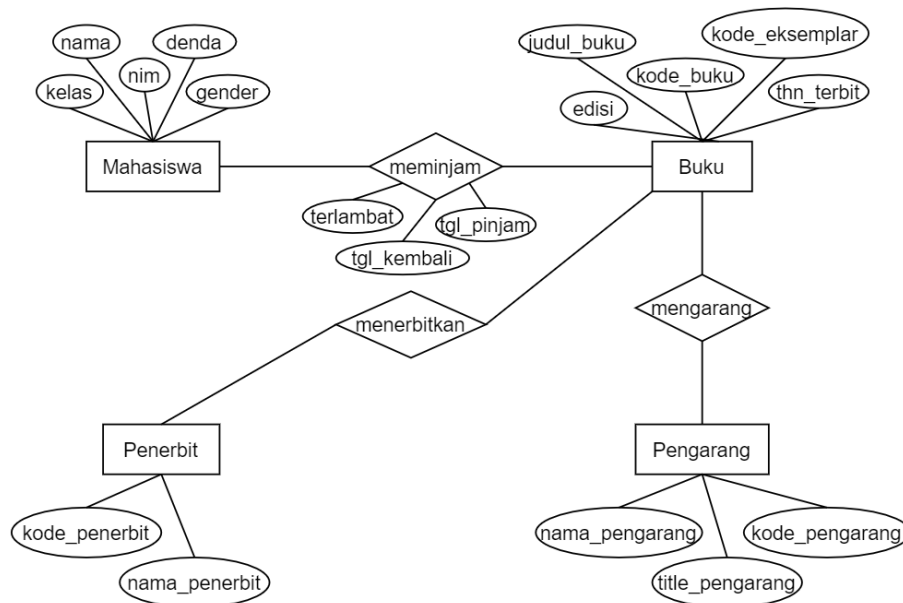 nama
denda
nim
kelas
gender
judul_buku
kode_eksemplar
kode_buku
edisi
thn_terbit
Mahasiswa
meminjam
Buku
terlambat
tgl_pinjam
tgl_kembali
menerbitkan
mengarang
Penerbit
Pengarang
kode_penerbit
nama_penerbit
nama_pengarang
kode_pengarang
title_pengarang